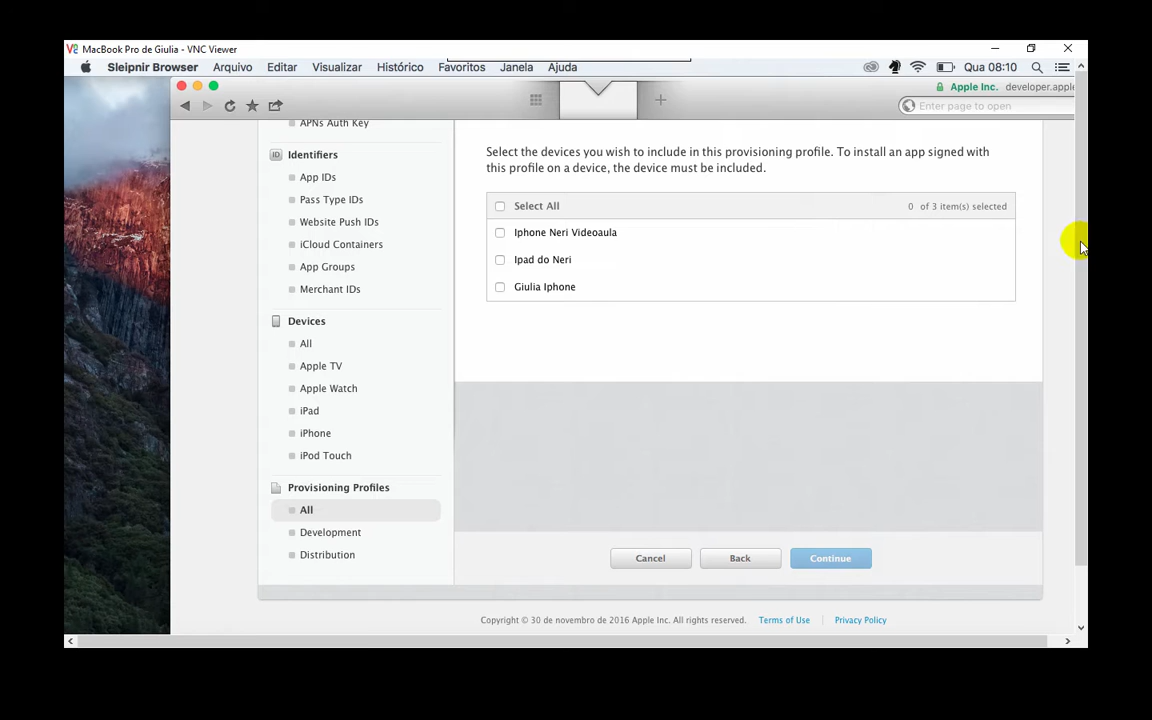 MacBook Pro de Giulia - VNC Viewer
Sleipnir Browser Arquivo Editar Visualizar Histórico Favoritos Janela Ajuda Qua 08:10
Apple Inc. developer.apple
Enter page to open
APNs Auth Key
ID Identifiers
App IDs
Pass Type IDs
Website Push IDs
iCloud Containers
App Groups
Merchant IDs
Devices
All
Apple TV
Apple Watch
iPad
iPhone
iPod Touch
Provisioning Profiles
All
Development
Distribution
Select the devices you wish to include in this provisioning profile. To install an app signed with
this profile on a device, the device must be included.
Select All 0 of 3 item(s) selected
Iphone Neri Videoaula
Ipad do Neri
Giulia Iphone
Cancel Back Continue
Copyright © 30 de novembro de 2016 Apple Inc. All rights reserved. Terms of Use Privacy Policy